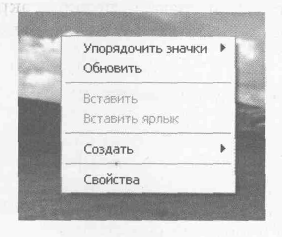 Упорядочить значки
Обновить
Вставить
Вставить ярлык
Создать
Свойства